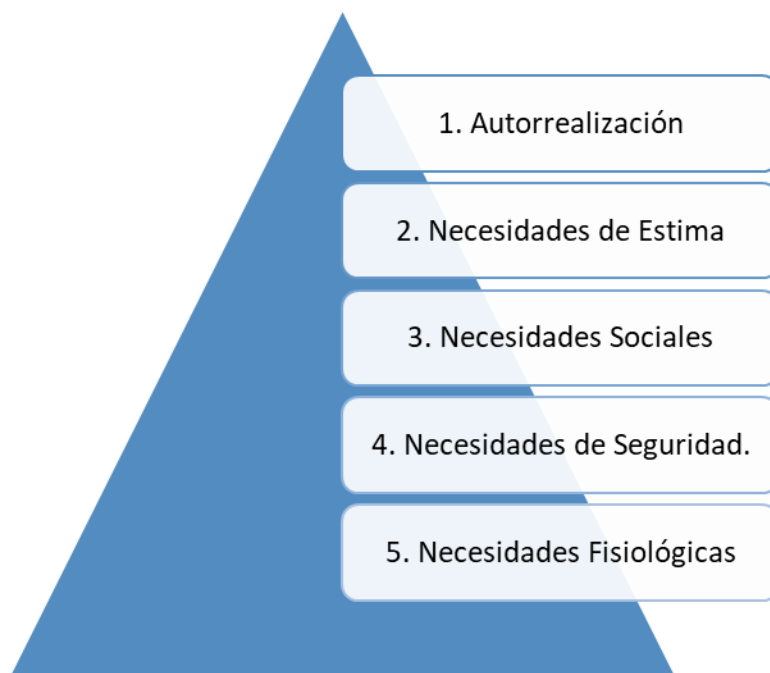 1. Autorrealización
2. Necesidades de Estima
3. Necesidades Sociales
4. Necesidades de Seguridad.
5. Necesidades Fisiológicas